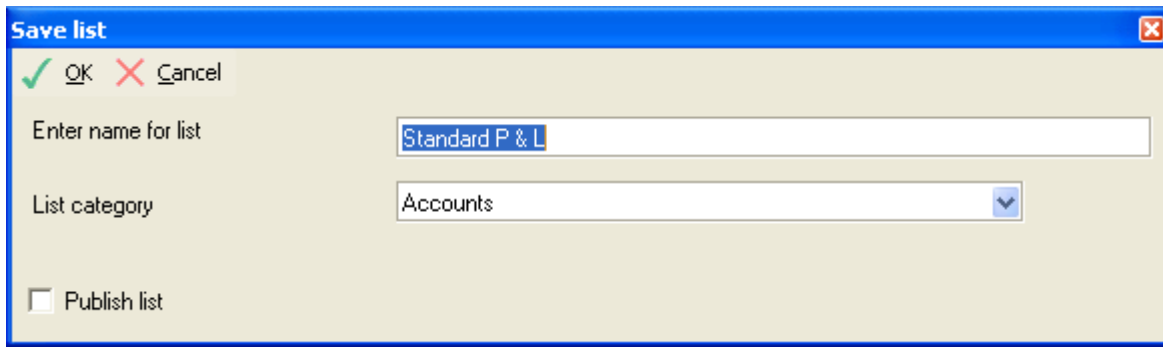 Save list
OK Cancel
Enter name for list Standard P & L
List category Accounts
Publish list